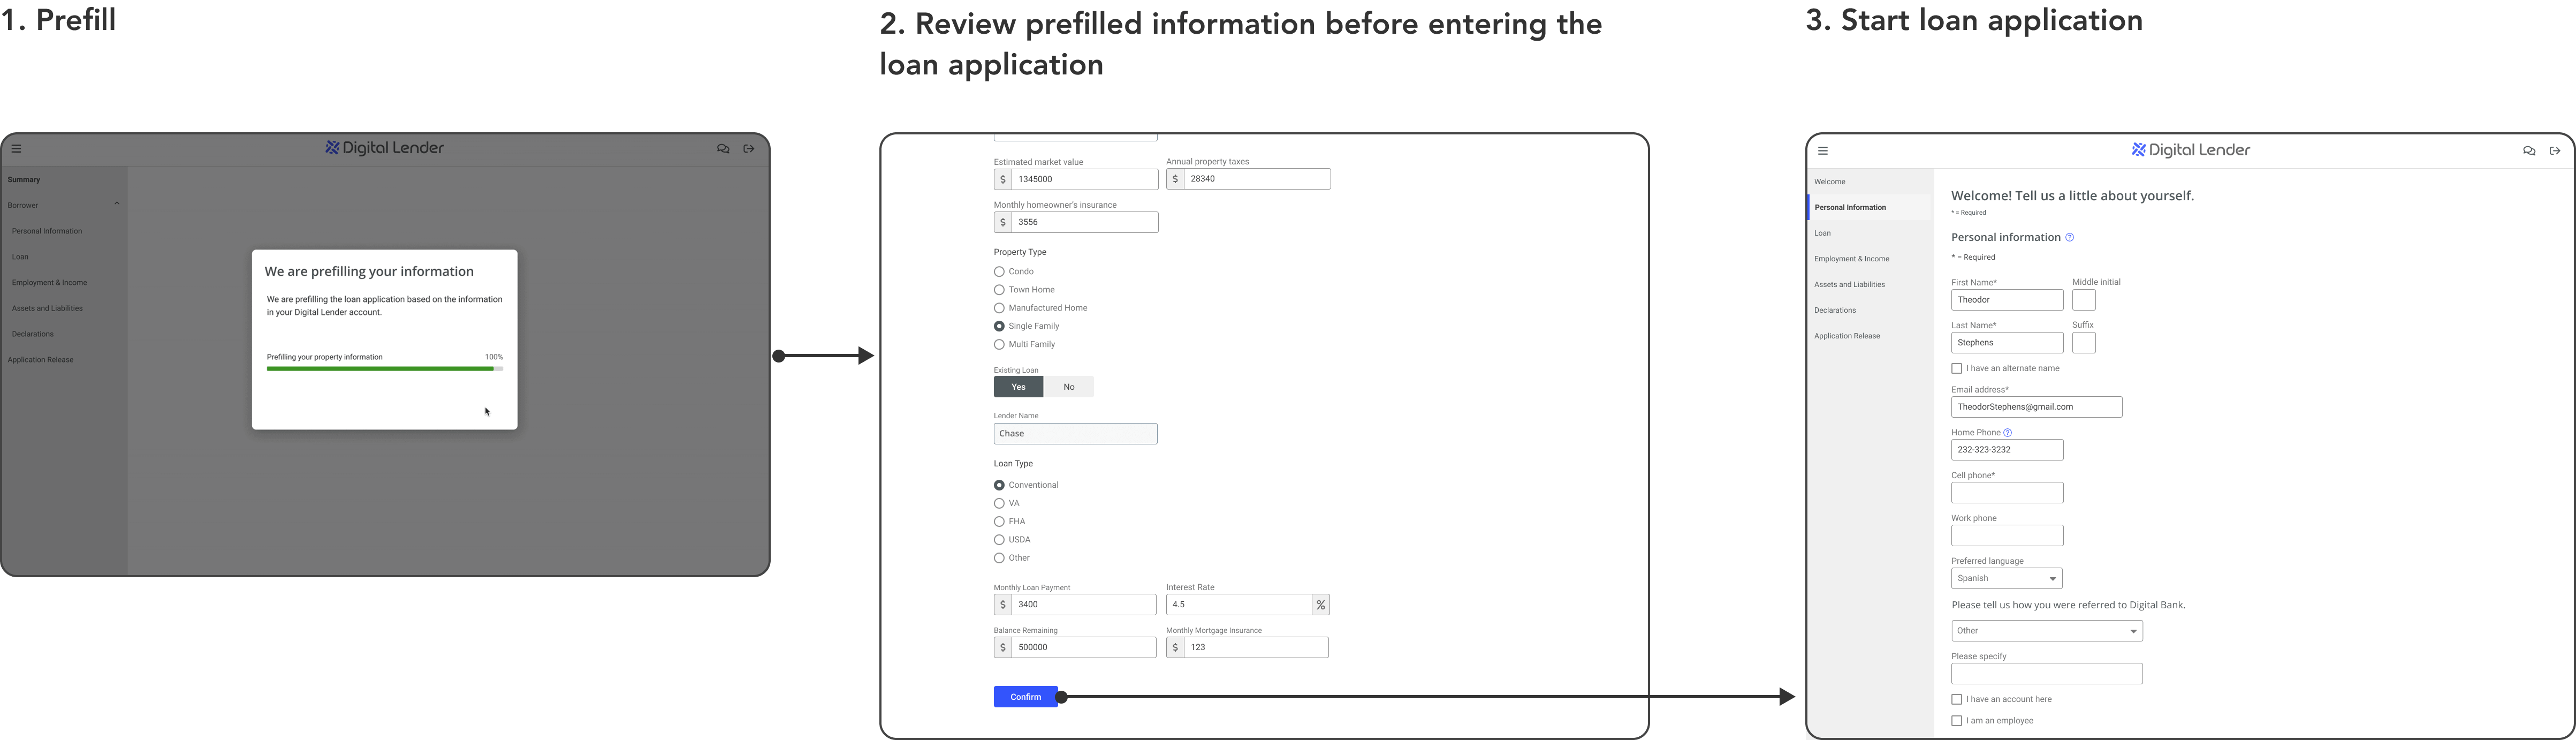 1. Prefill
2. Review prefilled information before entering the
loan application
3. Start loan application
Digital Lender
Summary
Borrower
Personal Information
Loan
Employment & Income
Assets and Liabilities
Declarations
Application Release
We are prefilling your information
We are prefilling the loan application based on the information
in your Digital Lender account.
Prefilling your property information 100%
Estimated market value Annual property taxes
$ 1345000 $ 28340
Monthly homeowner's insurance
$ 3556
Property Type
Condo
Town Home
Manufactured Home
Single Family
Multi Family
Existing Loan
Yes No
Lender Name
Chase
Loan Type
Conventional
VA
FHA
USDA
Other
Monthly Loan Payment Interest Rate
$ 3400 4.5 %
Balance Remaining Monthly Mortgage Insurance
$ 500000 $ 123
Confirm
Digital Lender
Welcome
Personal Information
Loan
Employment & Income
Assets and Liabilities
Declarations
Application Release
Welcome! Tell us a little about yourself.
* = Required
Personal information ?
* = Required
First Name* Middle initial
Theodor
Last Name* Suffix
Stephens
I have an alternate name
Email address*
TheodorStephens@gmail.com
Home Phone ?
232-323-3232
Cell phone*
Work phone
Preferred language
Spanish
Please tell us how you were referred to Digital Bank.
Other
Please specify
I have an account here
I am an employee